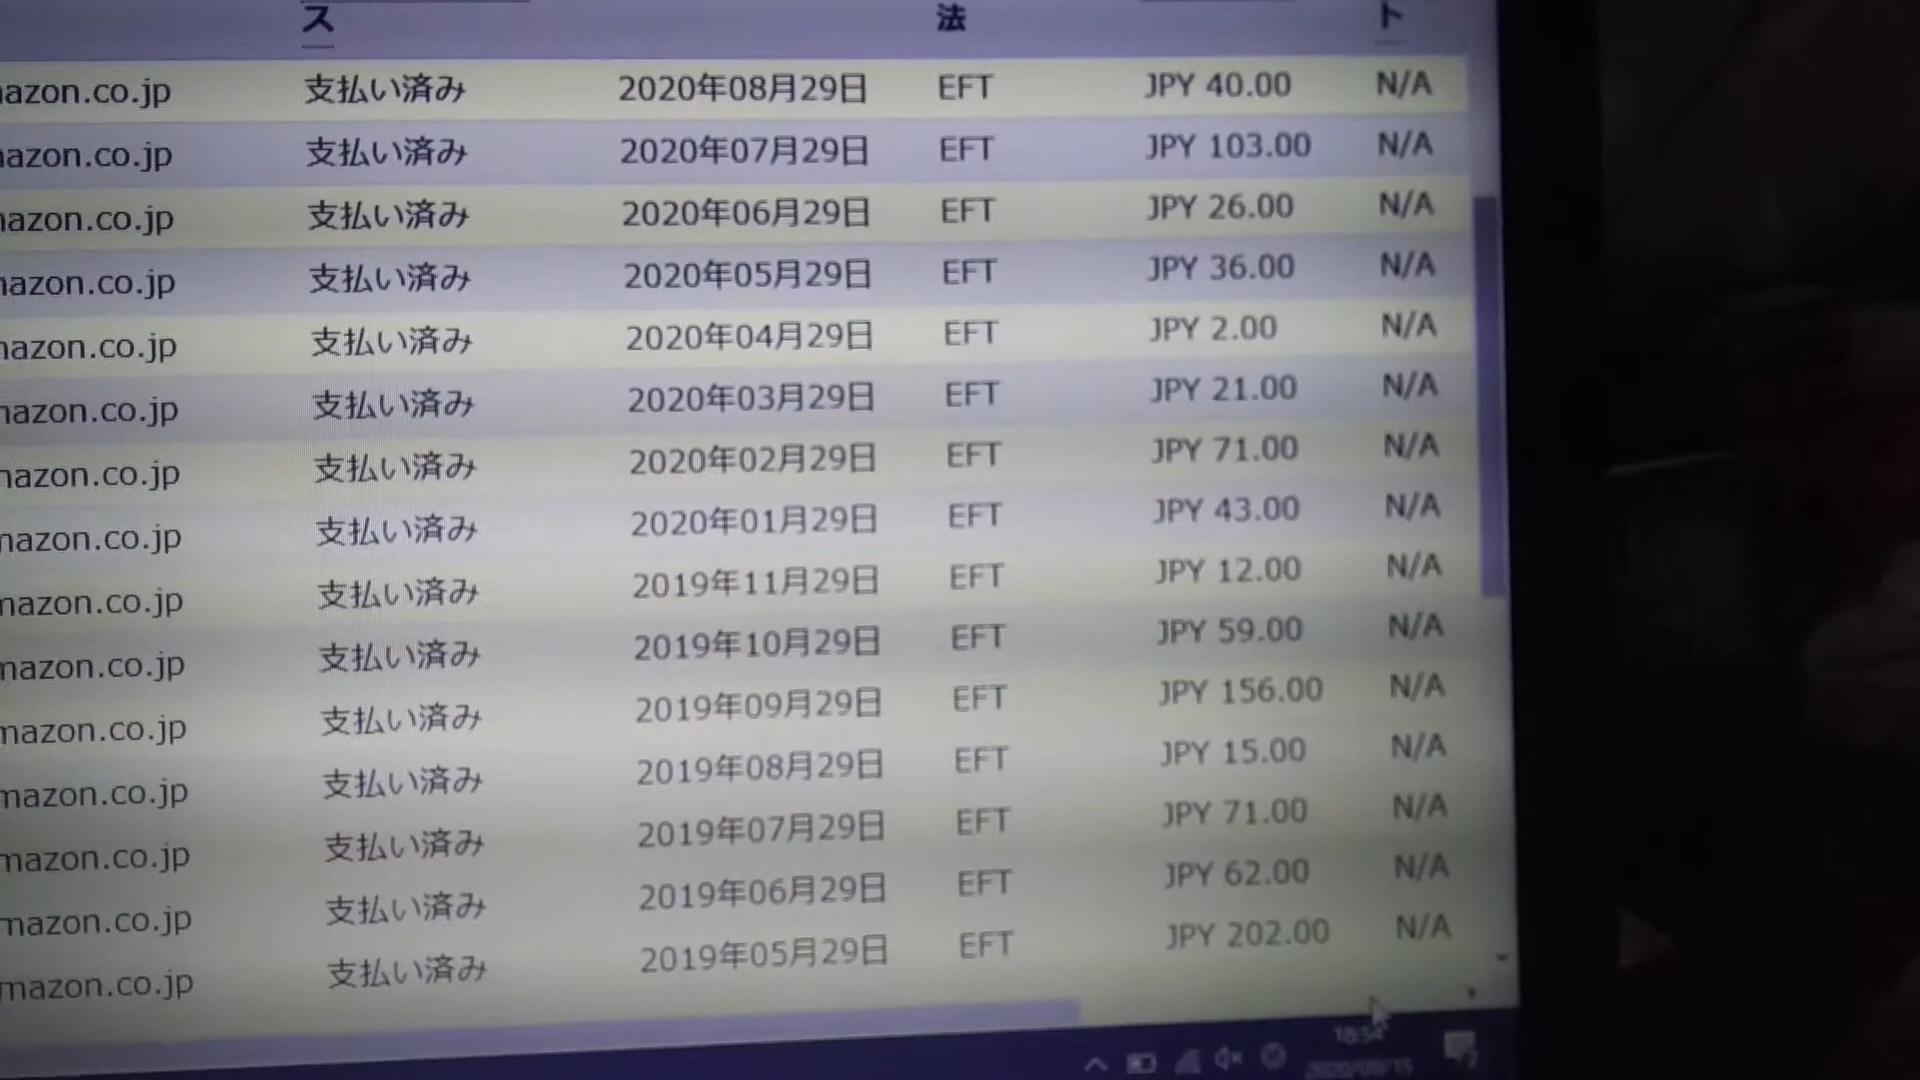 ス 法 ト
azon.co.jp 支払い済み 2020年08月29日 EFT JPY 40.00 N/A
azon.co.jp 支払い済み 2020年07月29日 EFT JPY 103.00 N/A
mazon.co.jp 支払い済み 2020年06月29日 EFT JPY 26.00 N/A
mazon.co.jp 支払い済み 2020年05月29日 EFT JPY 36.00 N/A
mazon.co.jp 支払い済み 2020年04月29日 EFT JPY 2.00 N/A
mazon.co.jp 支払い済み 2020年03月29日 EFT JPY 21.00 N/A
mazon.co.jp 支払い済み 2020年02月29日 EFT JPY 71.00 N/A
mazon.co.jp 支払い済み 2020年01月29日 EFT JPY 43.00 N/A
mazon.co.jp 支払い済み 2019年11月29日 EFT JPY 12.00 N/A
mazon.co.jp 支払い済み 2019年10月29日 EFT JPY 59.00 N/A
mazon.co.jp 支払い済み 2019年09月29日 EFT JPY 156.00 N/A
mazon.co.jp 支払い済み 2019年08月29日 EFT JPY 15.00 N/A
mazon.co.jp 支払い済み 2019年07月29日 EFT JPY 71.00 N/A
mazon.co.jp 支払い済み 2019年06月29日 EFT JPY 62.00 N/A
mazon.co.jp 支払い済み 2019年05月29日 EFT JPY 202.00 N/A
18:54